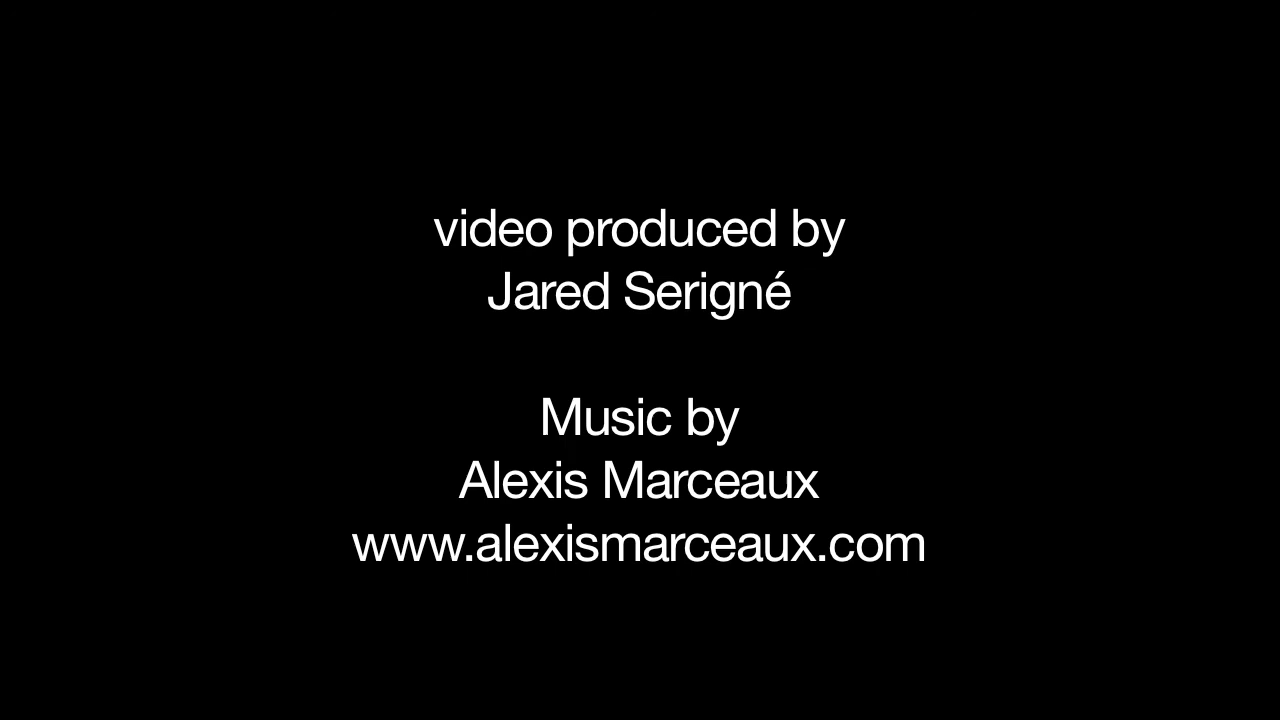 video produced by
Jared Serigné
Music by
Alexis Marceaux
www.alexismarceaux.com